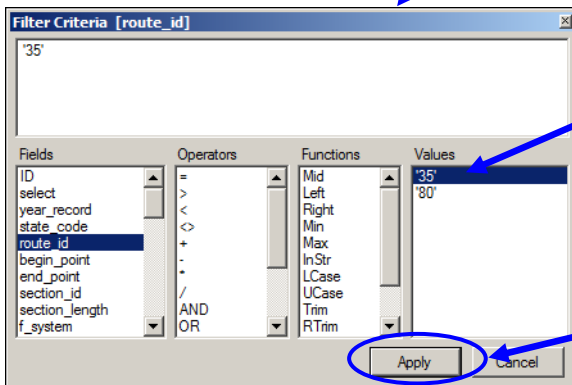 Filter Criteria [route_id]
'35'
Fields
Operators
Functions
Values
ID
select
year_record
state_code
route_id
begin_point
end_point
section_id
section_length
f_system
=
>
<
<>
+
-
*
/
AND
OR
Mid
Left
Right
Min
Max
InStr
LCase
UCase
Trim
RTrim
'35'
'80'
Apply
Cancel